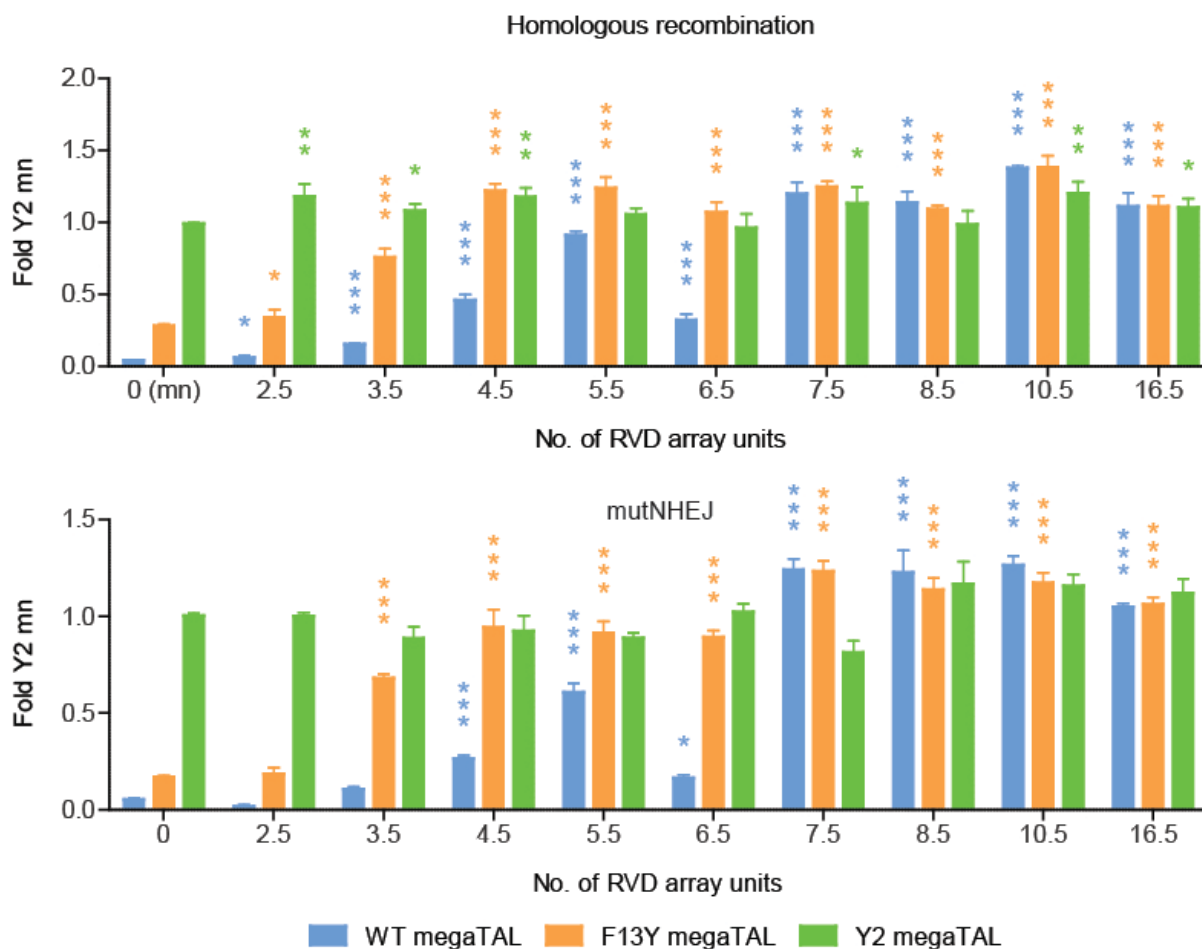 Homologous recombination
Fold Y2 mn
2.0
1.5
1.0
0.5
0.0
* * * * * * * * * * * * * * * * * * * * * * * * * * * * * * * * * * * * * * * * * * * * * * * * * * * * * * * * * *
0 (mn) 2.5 3.5 4.5 5.5 6.5 7.5 8.5 10.5 16.5
No. of RVD array units
mutNHEJ
Fold Y2 mn
1.5
1.0
0.5
0.0
* * * * * * * * * * * * * * * * * * * * * * * * * * * * * * * * * * * * * * * * * *
0 2.5 3.5 4.5 5.5 6.5 7.5 8.5 10.5 16.5
No. of RVD array units
WT megaTAL F13Y megaTAL Y2 megaTAL